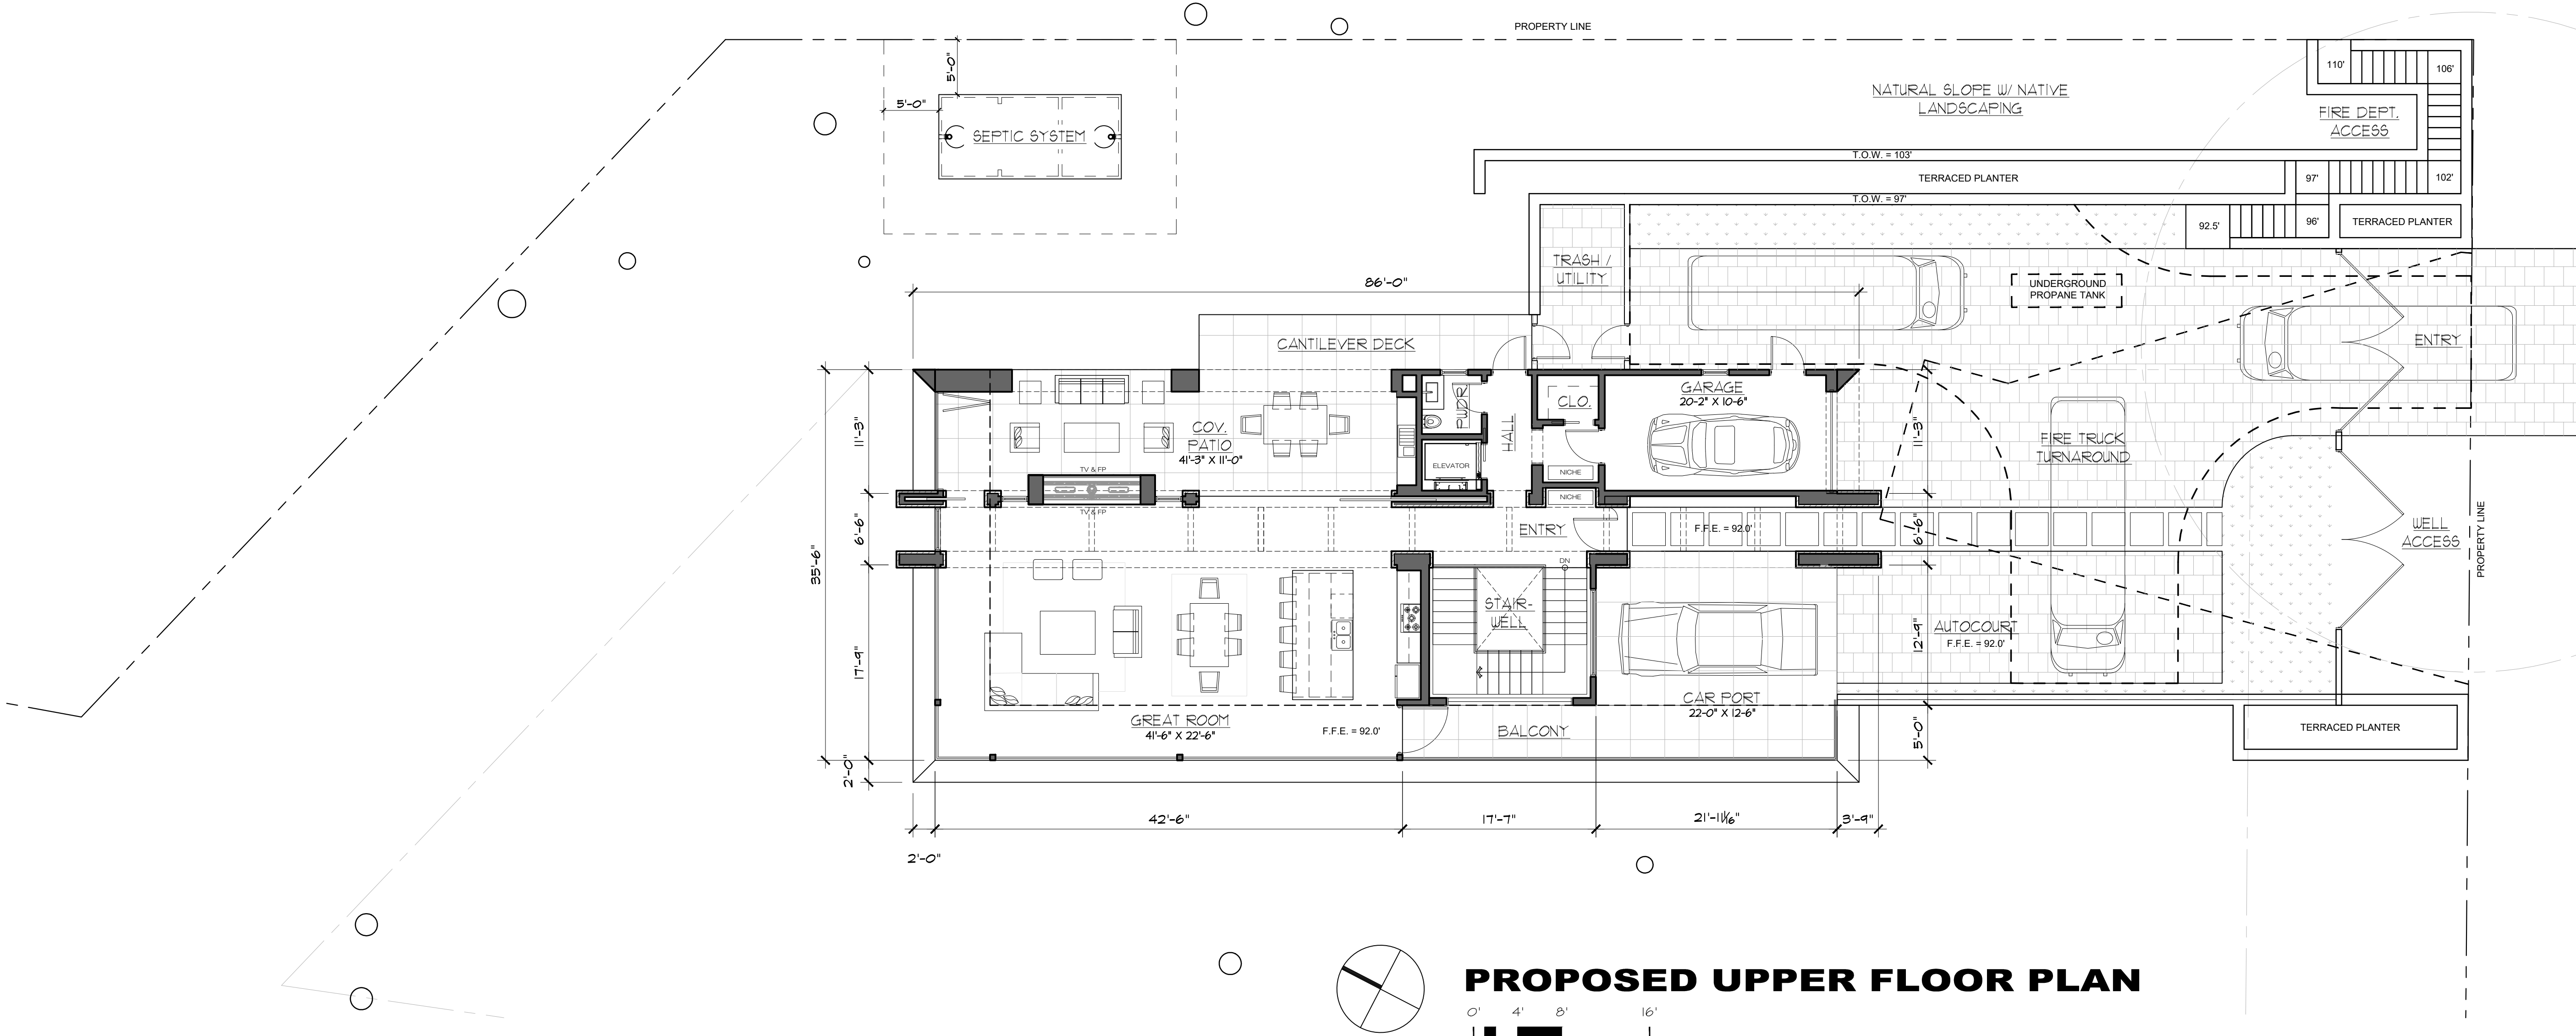 PROPERTY LINE
110'
106'
5'-0"
5'-0"
NATURAL SLOPE W/ NATIVE
LANDSCAPING
FIRE DEPT.
ACCESS
SEPTIC SYSTEM
T.O.W. = 103'
TERRACED PLANTER
97'
102'
T.O.W. = 97'
92.5'
96'
TERRACED PLANTER
TRASH /
UTILITY
86'-0"
UNDERGROUND
PROPANE TANK
CANTILEVER DECK
ENTRY
GARAGE
20'-2" X 10'-6"
CLO.
PWDR
HALL
COV.
PATIO
41'-3" X 11'-0"
11'-3"
11'-3"
FIRE TRUCK
TURNAROUND
ELEVATOR
TV & FP
NICHE
NICHE
TV & FP
PROPERTY LINE
6'-6"
ENTRY
F.F.E. = 92.0'
6'-6"
WELL
ACCESS
35'-6"
DN
STAIR-
WELL
17'-9"
12'-9"
AUTOCOURT
F.F.E. = 92.0'
CAR PORT
22'-0" X 12'-6"
GREAT ROOM
41'-6" X 22'-6"
F.F.E. = 92.0'
BALCONY
5'-0"
TERRACED PLANTER
2'-0"
42'-6"
17'-7"
21'-11 1/16"
3'-9"
2'-0"
PROPOSED UPPER FLOOR PLAN
0' 4' 8' 16'